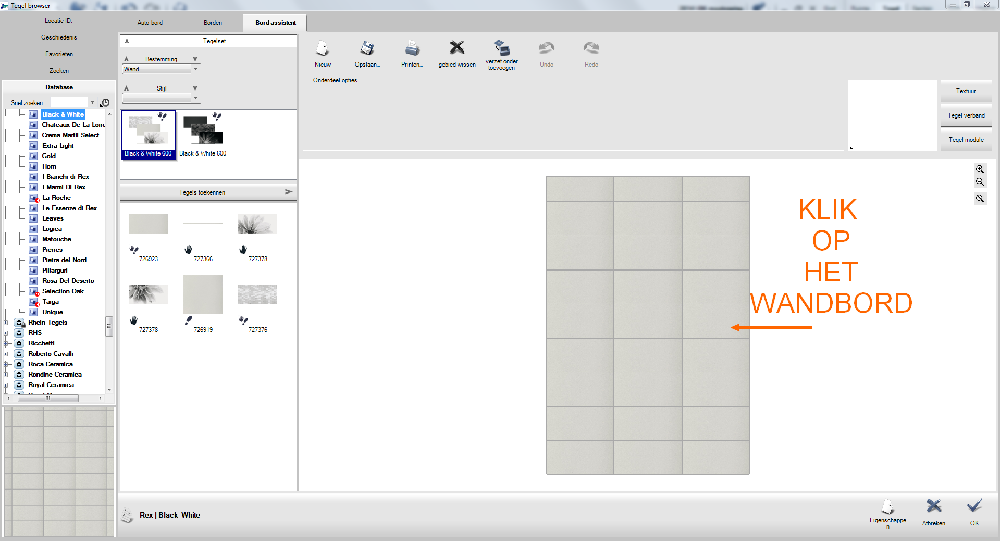 Tegel browser
Locatie ID:
Geschiedenis
Favorieten
Zoeken
Database
Snel zoeken
Black & White
Chateaux De La Loire
Crema Marfil Select
Extra Light
Gold
Horn
I Bianchi di Rex
I Marmi Di Rex
La Roche
Le Essenze di Rex
Leaves
Logica
Matouche
Pierres
Pietra del Nord
Pillarguri
Rosa Del Deserto
Selection Oak
Taiga
Unique
Rhein Tegels
RHS
Ricchetti
Roberto Cavalli
Roca Ceramica
Rondine Ceramica
Royal Ceramica
Auto-bord
Borden
Bord assistent
Tegelset
Bestemming
Wand
Stijl
Black & White 600
Black & White 600
Tegels toekennen
726923
727366
727378
727378
726919
727376
Nieuw
Opslaan...
Printen...
gebied wissen
verzet onder
toevoegen
Undo
Redo
Onderdeel opties
Textuur
Tegel verband
Tegel module
KLIK
OP
HET
WANDBORD
Rex | Black White
Eigenschappe
n
Afbreken
OK